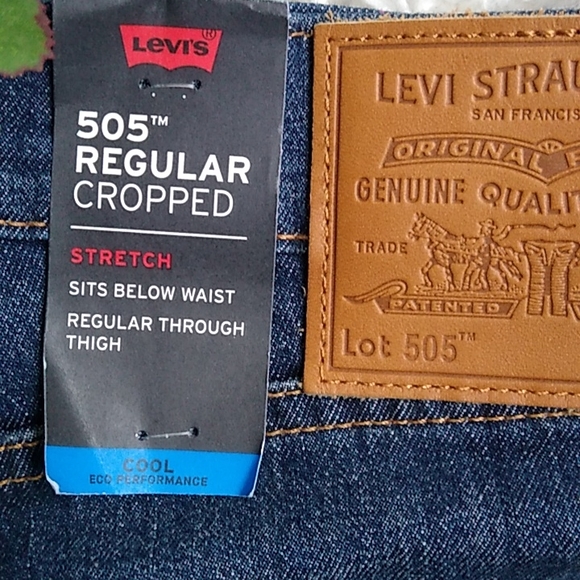 LEVI'S®
505™
REGULAR
CROPPED
STRETCH
SITS BELOW WAIST
REGULAR THROUGH
THIGH
COOL
ECO PERFORMANCE
LEVI STRAU
SAN FRANCIS
ORIGINAL
GENUINE QUALIT
TRADE
PATENTED
Lot 505™